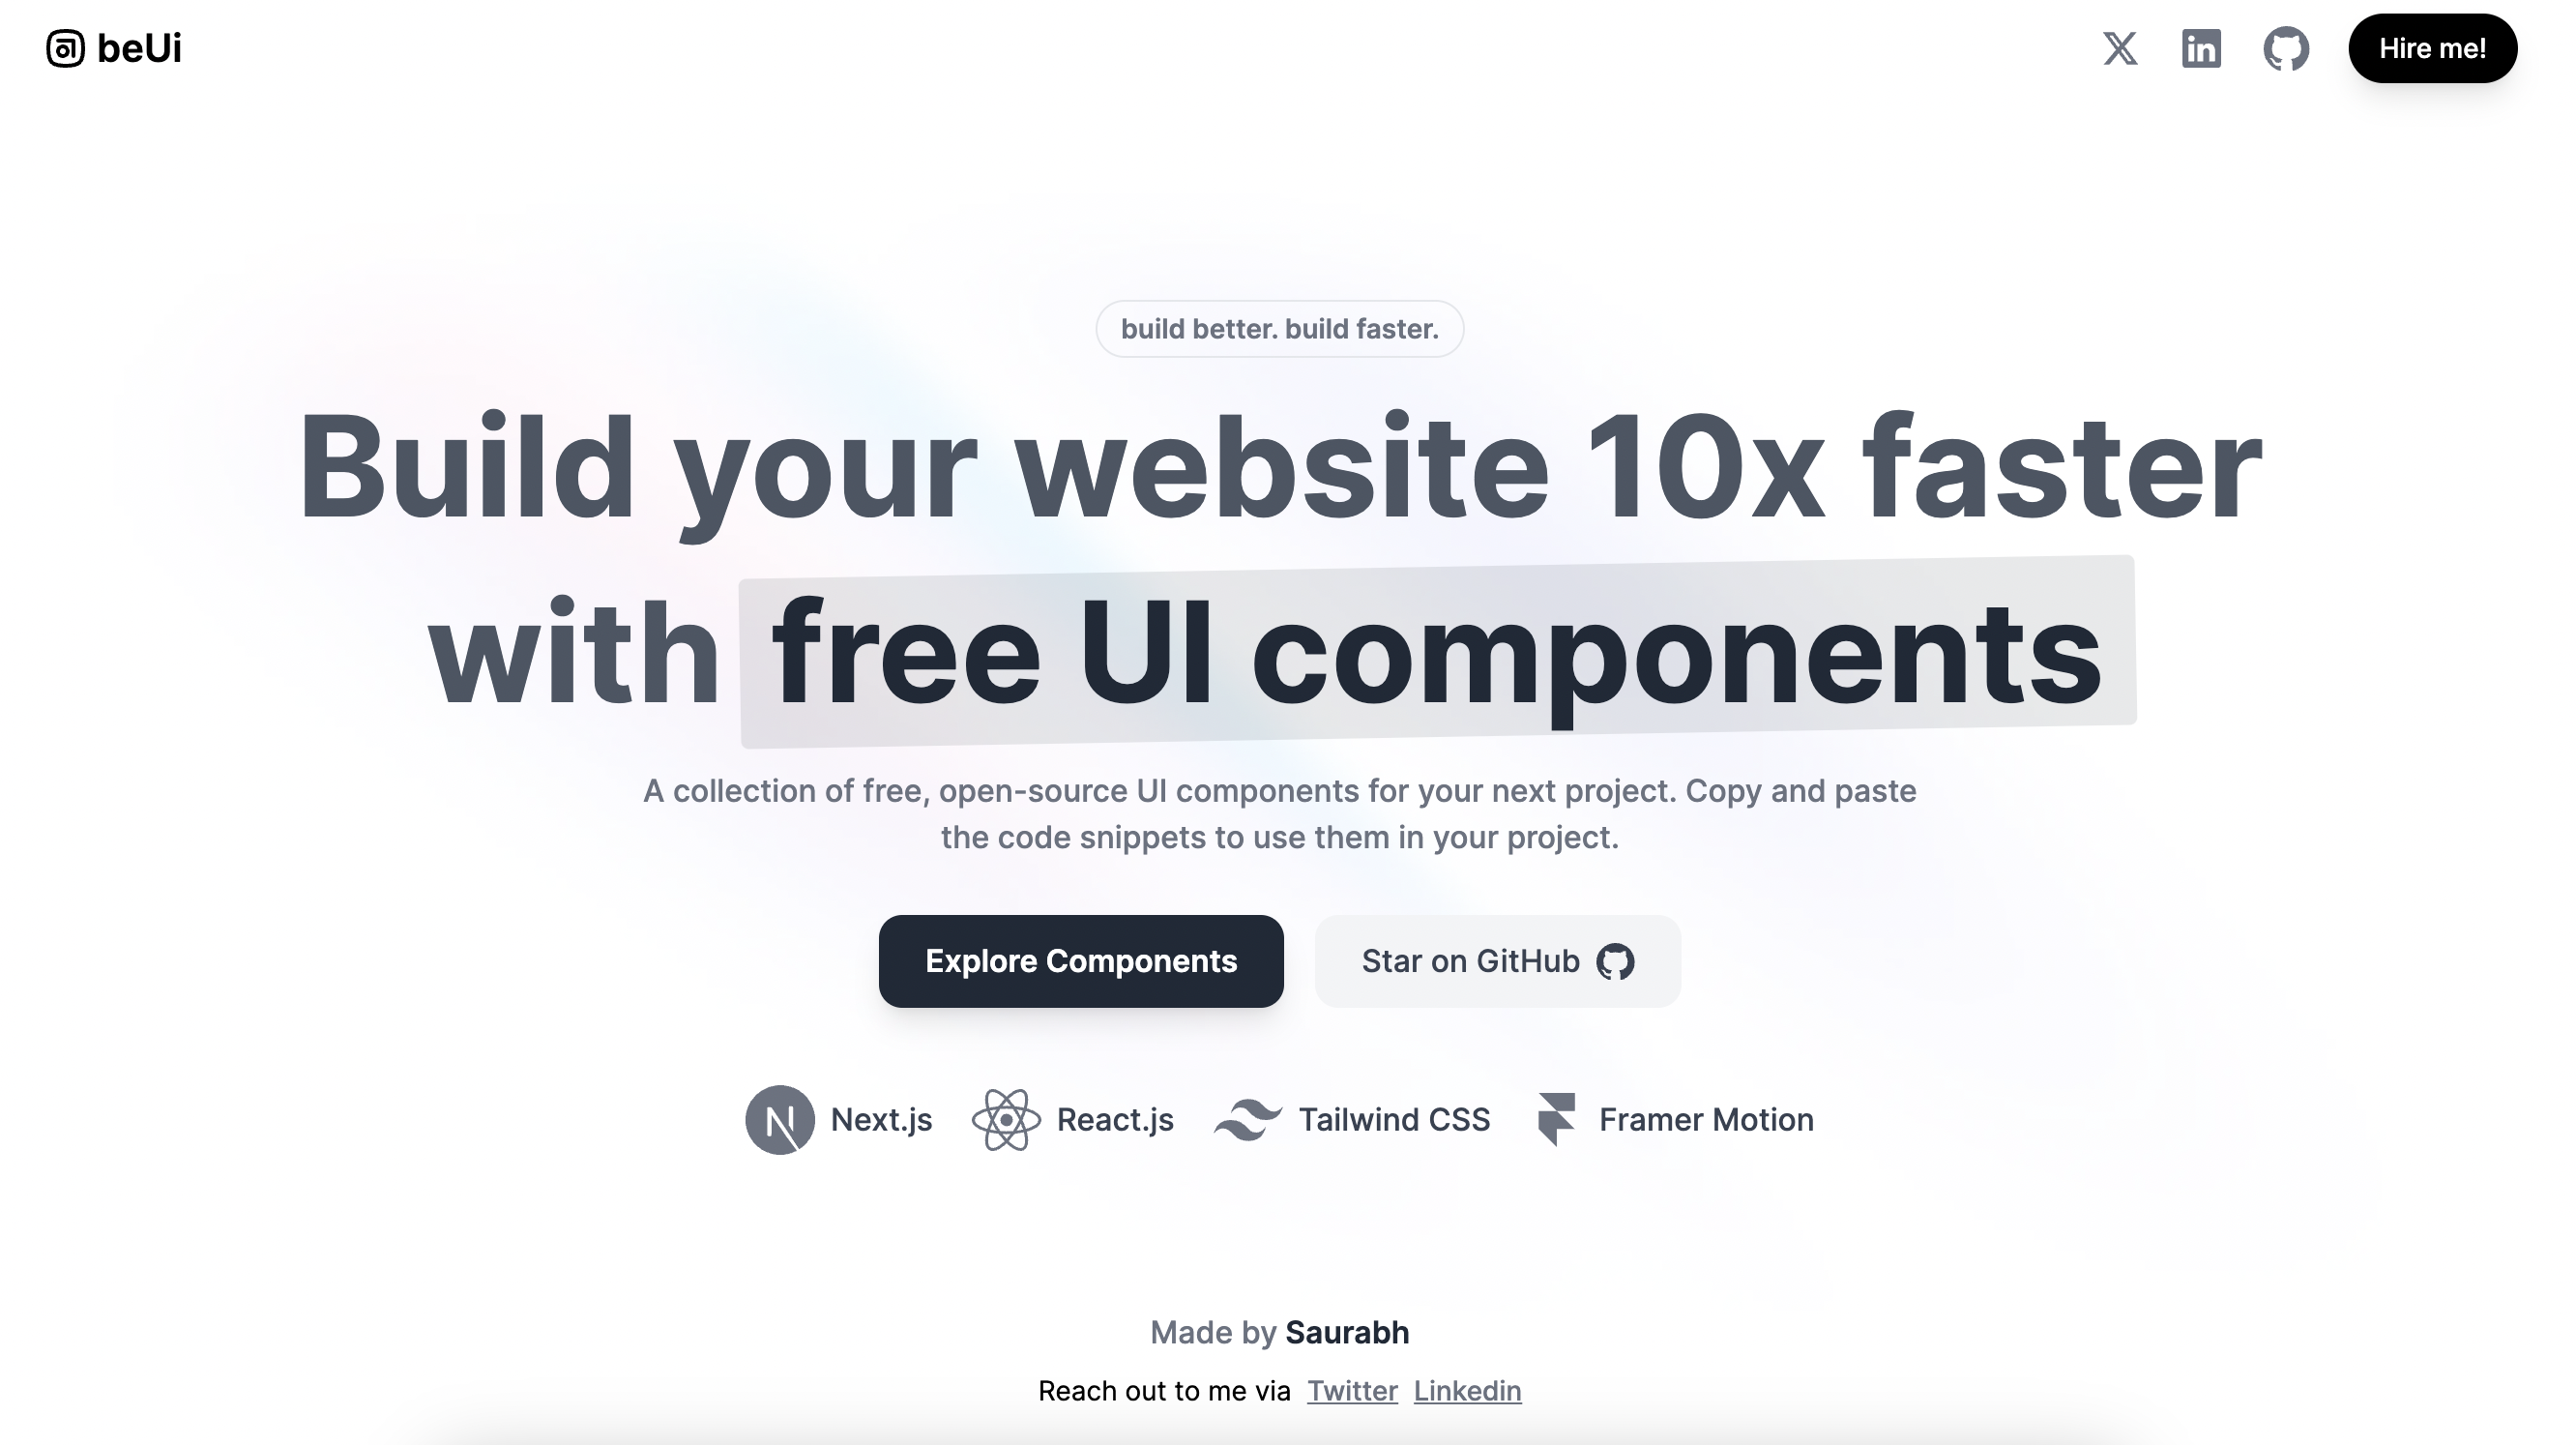 beUi
Hire me!
build better. build faster.
Build your website 10x faster
with free UI components
A collection of free, open-source UI components for your next project. Copy and paste
the code snippets to use them in your project.
Explore Components
Star on GitHub
Next.js
React.js
Tailwind CSS
Framer Motion
Made by Saurabh
Reach out to me via Twitter Linkedin